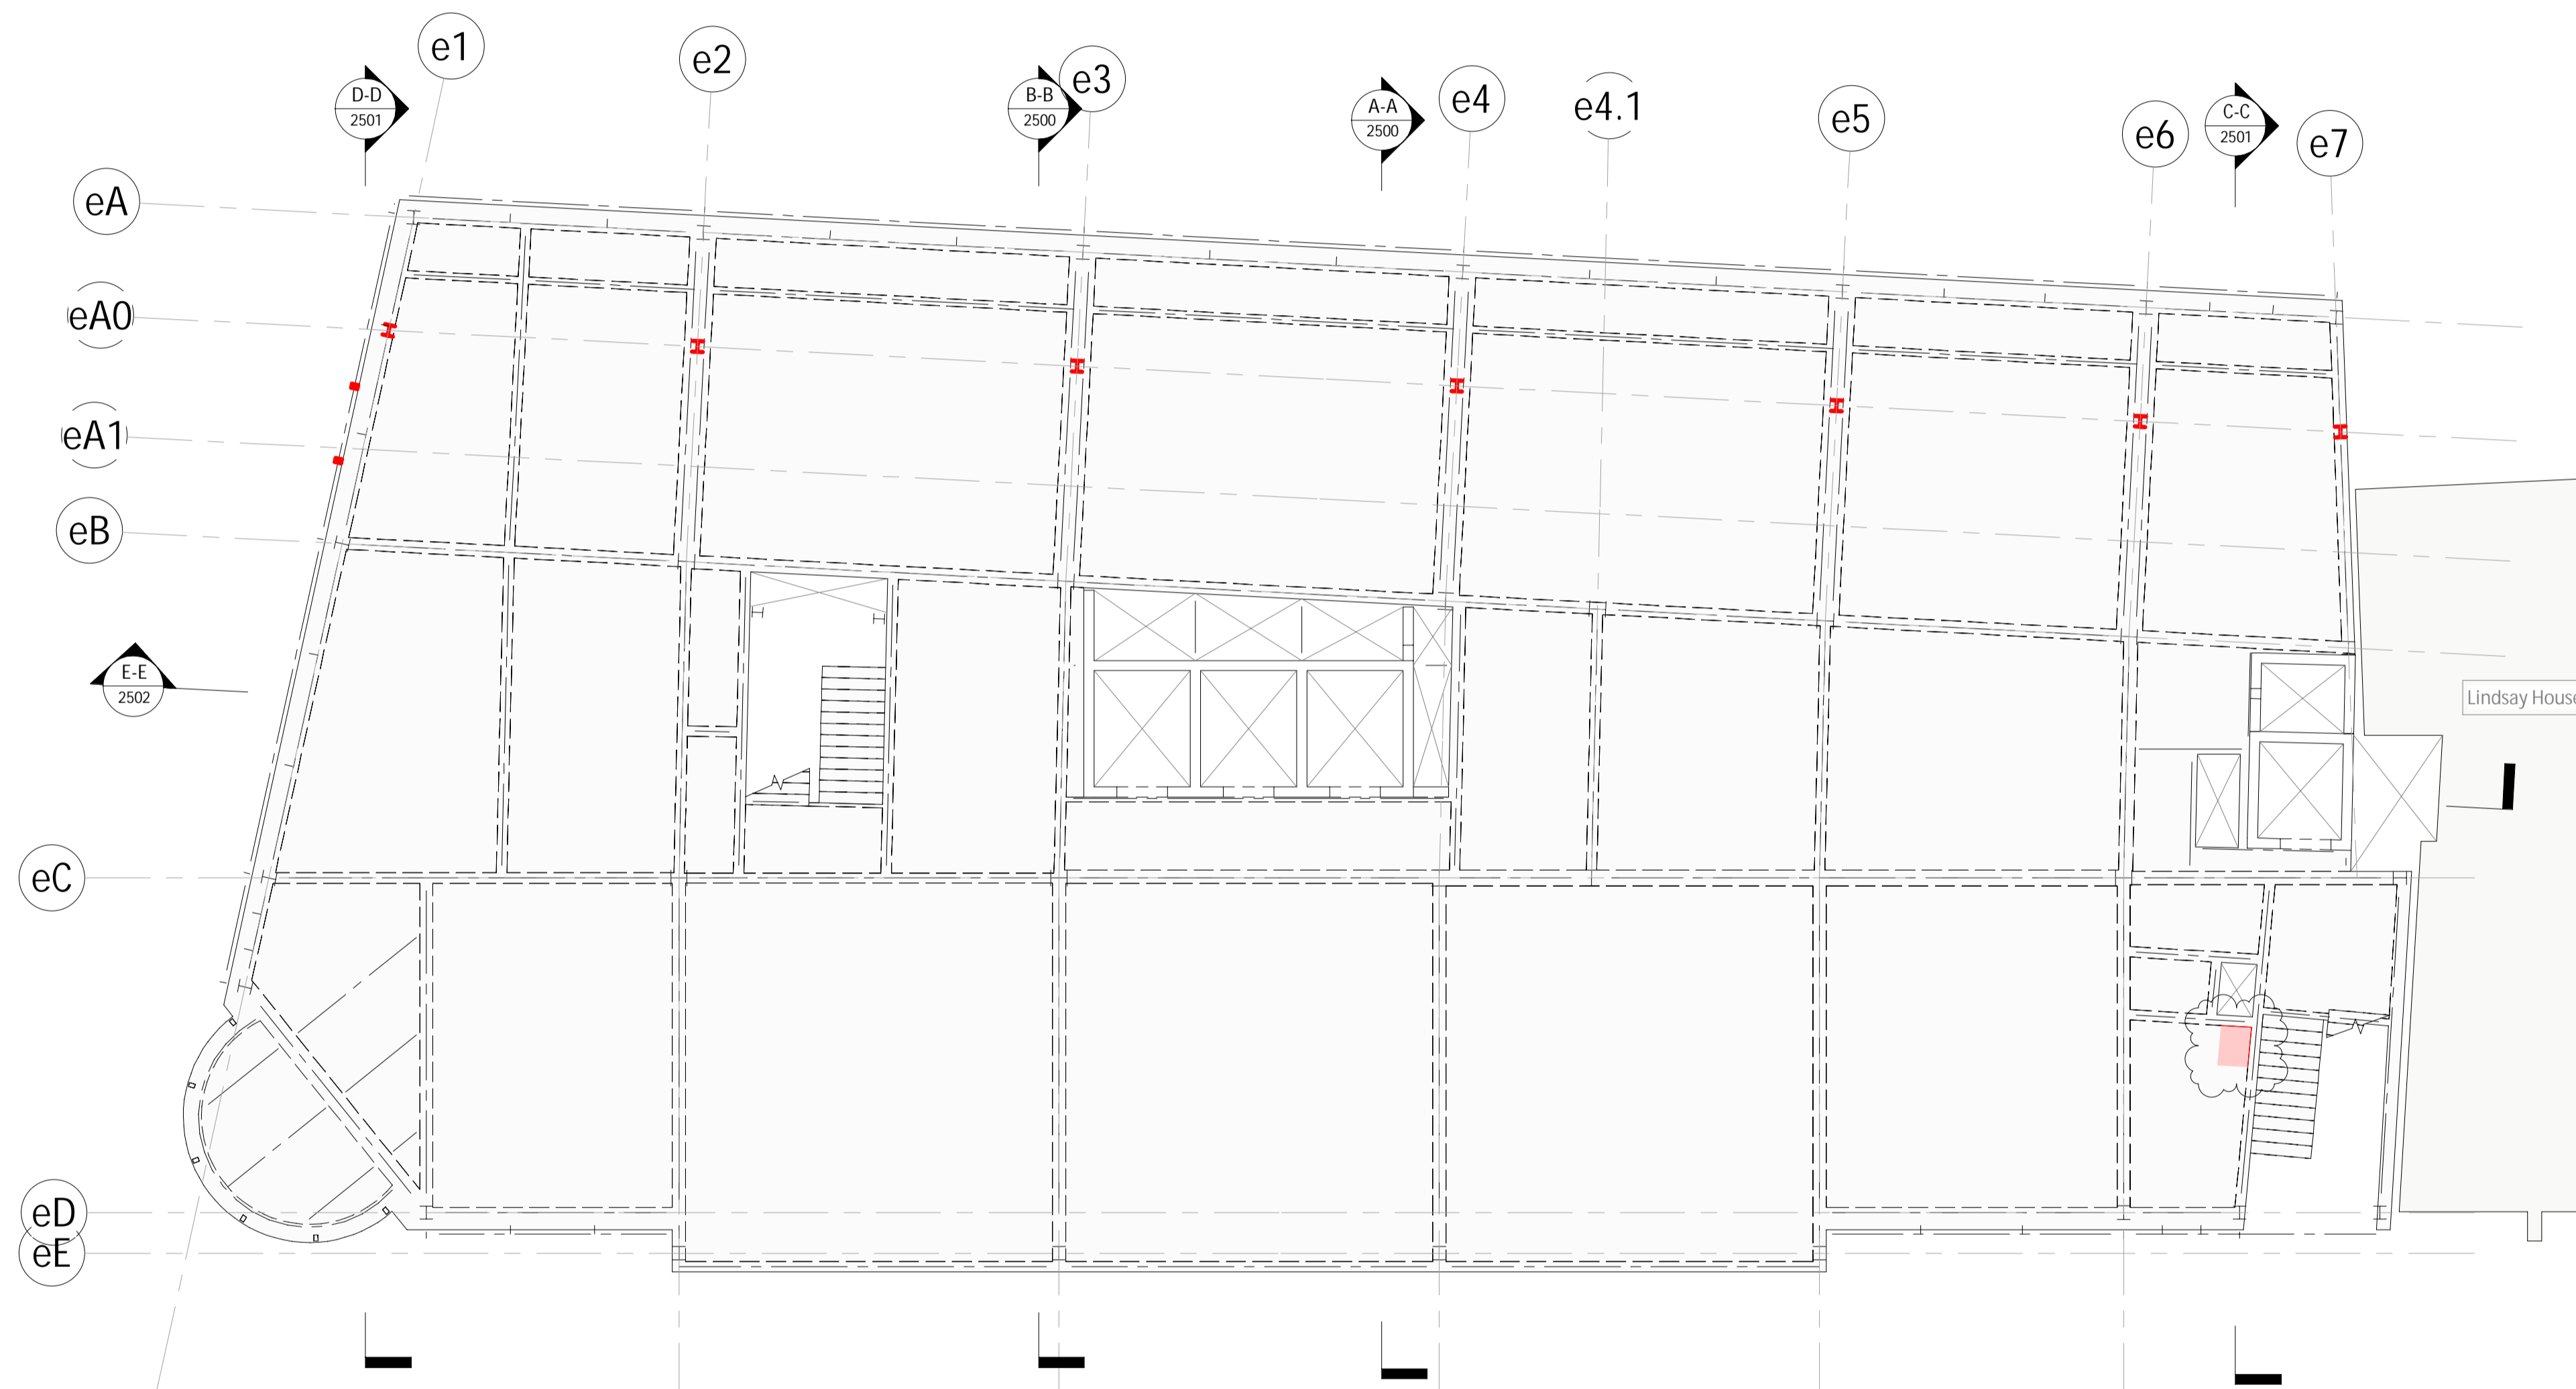 e1
e2
e3
e4
e4.1
e5
e6
e7
D-D
2501
B-B
2500
A-A
2500
C-C
2501
eA
eA0
eA1
eB
E-E
2502
Lindsay House
eC
eD
eE